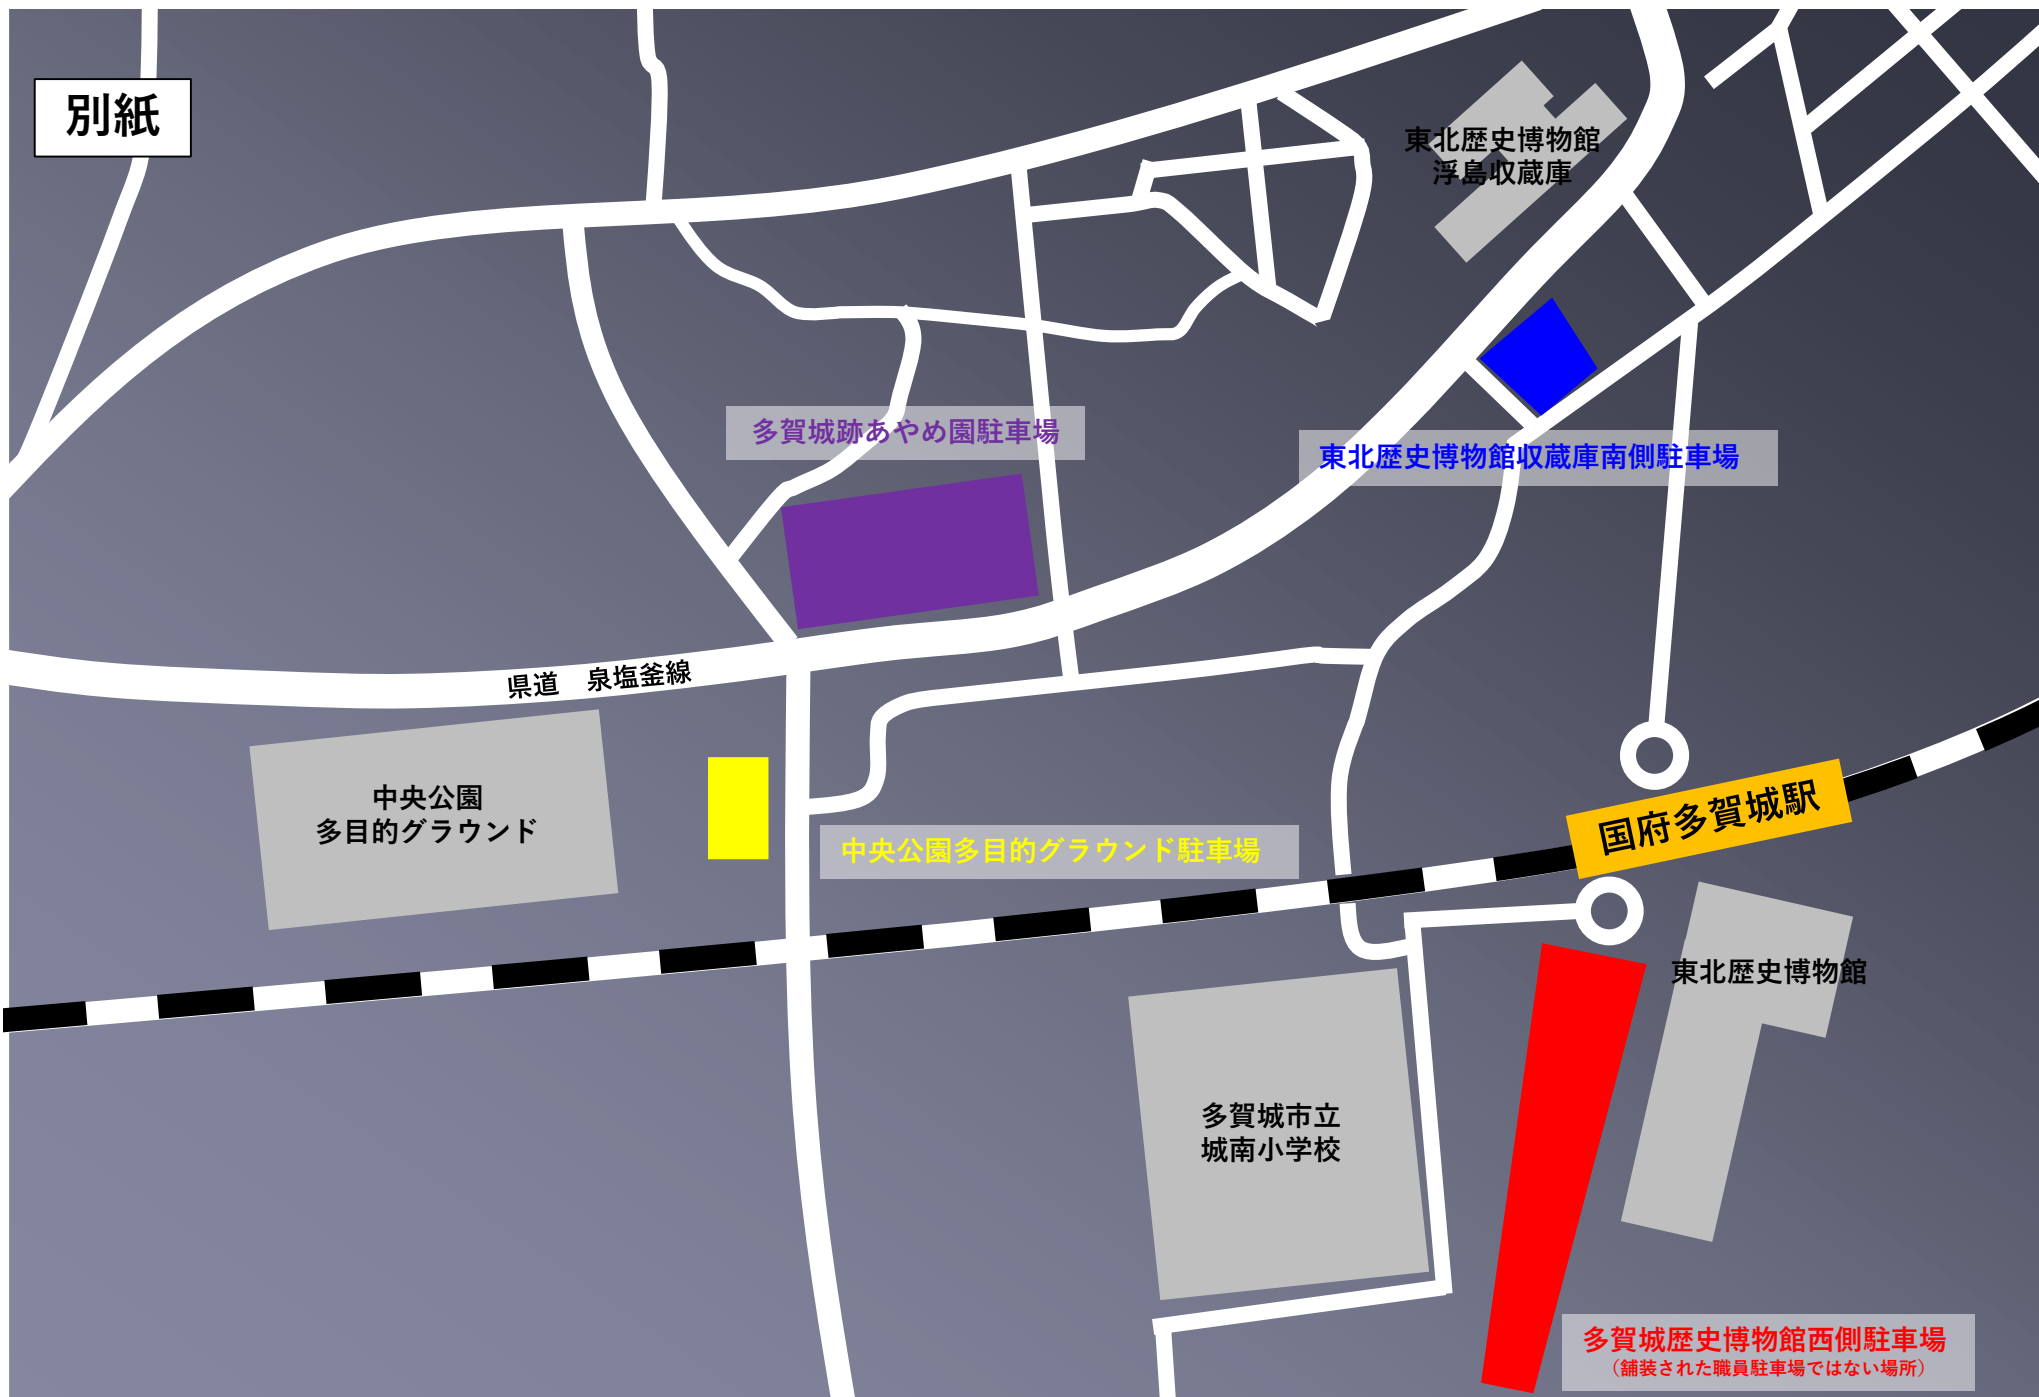 別紙
東北歴史博物館
浮島収蔵庫
多賀城跡あやめ園駐車場
東北歴史博物館収蔵庫南側駐車場
県道　泉塩釜線
中央公園
多目的グラウンド
国府多賀城駅
中央公園多目的グラウンド駐車場
東北歴史博物館
多賀城市立
城南小学校
多賀城歴史博物館西側駐車場
（舗装された職員駐車場ではない場所）